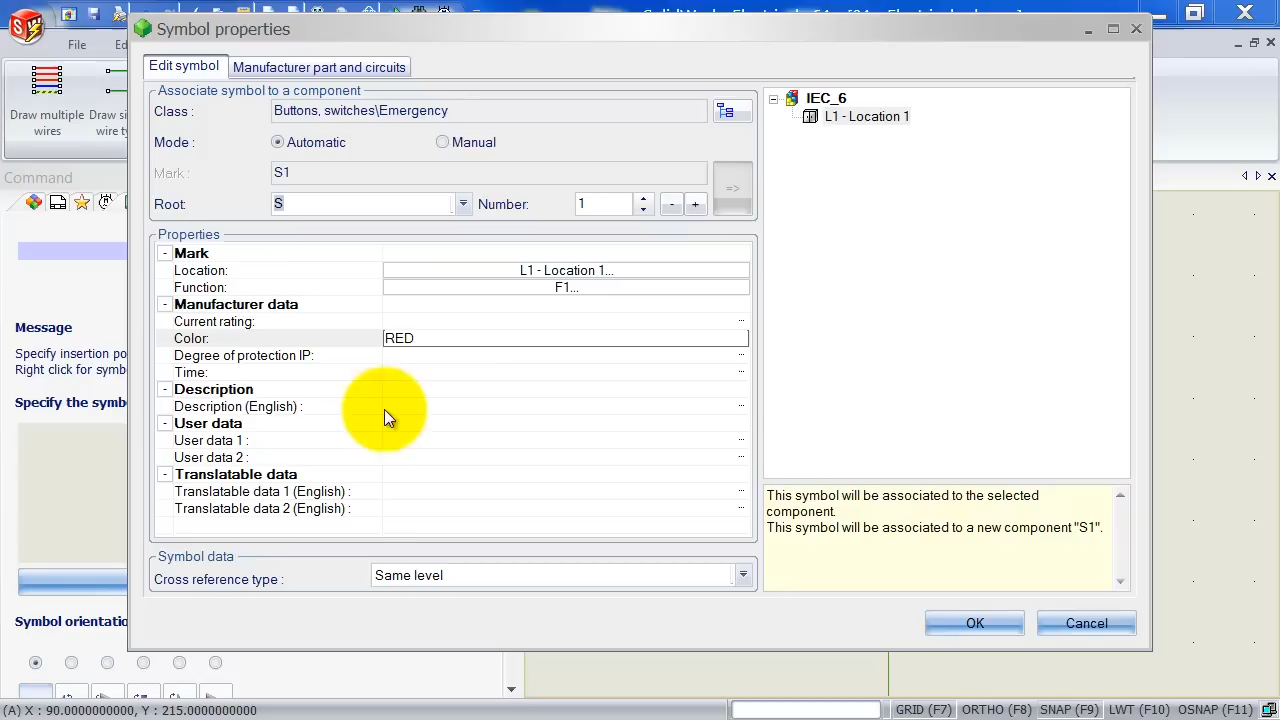 Symbol properties
File
Draw multiple
wires
Command
Edit symbol
Manufacturer part and circuits
Associate symbol to a component
Class :
Buttons, switches\Emergency
Mode :
Automatic
Manual
Mark :
S1
=>
Root:
S
Number:
1
-
+
Properties
- Mark
Location:
L1 - Location 1...
Function:
F1...
- Manufacturer data
Current rating:
Color:
RED
Degree of protection IP:
Time:
- Description
Description (English) :
- User data
User data 1 :
User data 2 :
- Translatable data
Translatable data 1 (English) :
Translatable data 2 (English) :
Symbol data
Cross reference type :
Same level
IEC_6
L1 - Location 1
This symbol will be associated to the selected
component.
This symbol will be associated to a new component "S1".
OK
Cancel
Message
Specify insertion po
Right click for symb
Specify the symb
Symbol orientatio
(A) X : 90.0000000000, Y : 215.0000000000
GRID (F7)
ORTHO (F8)
SNAP (F9)
LWT (F10)
OSNAP (F11)